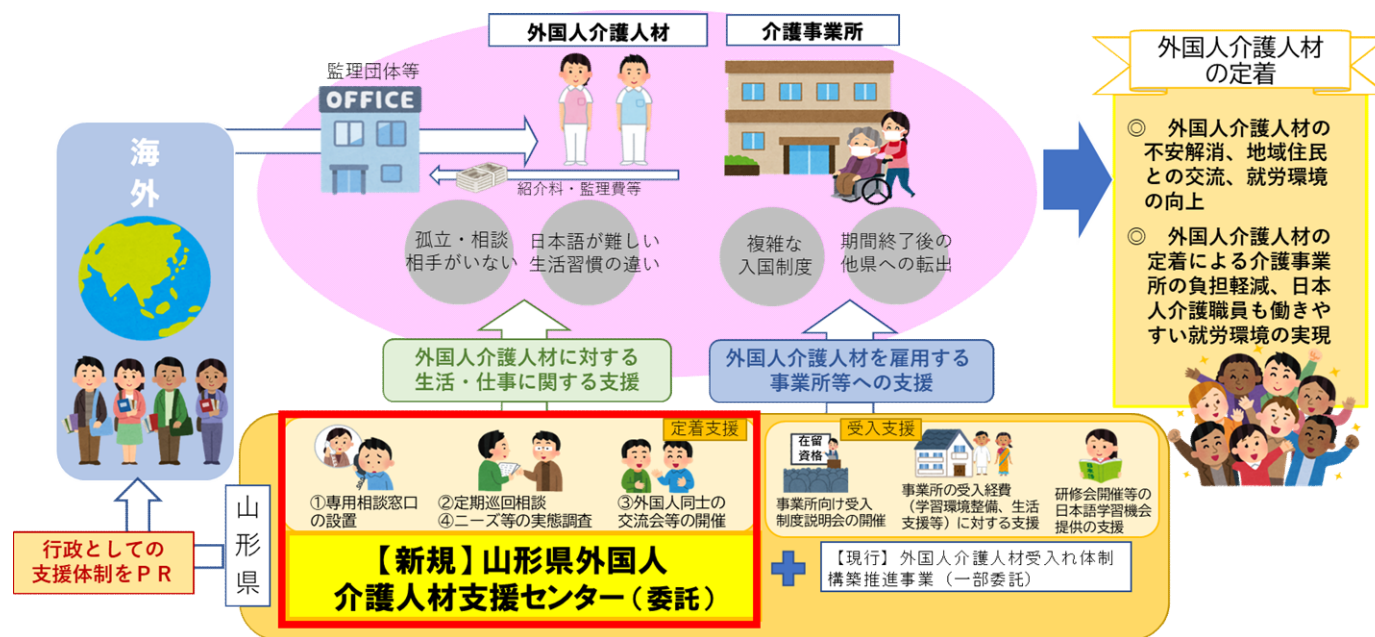 外国人介護人材
介護事業所
監理団体等
OFFICE
海外
紹介料・監理費等
孤立・相談
相手がいない
日本語が難しい
生活習慣の違い
複雑な
入国制度
期間終了後の
他県への転出
外国人介護人材
の定着
◎ 外国人介護人材の
不安解消、地域住民
との交流、就労環境
の向上
◎ 外国人介護人材の
定着による介護事業
所の負担軽減、日本
人介護職員も働きや
すい就労環境の実現
外国人介護人材に対する
生活・仕事に関する支援
外国人介護人材を雇用する
事業所等への支援
定着支援
①専用相談窓口
の設置
②定期巡回相談
④ニーズ等の実態調査
③外国人同士の
交流会等の開催
【新規】山形県外国人
介護人材支援センター(委託)
受入支援
在留
資格
事業所向け受入
制度説明会の開催
事業所の受入経費
(学習環境整備、生活
支援等)に対する支援
研修会開催等の
日本語学習機会
提供の支援
【現行】外国人介護人材受入れ体制
構築推進事業(一部委託)
山形県
行政としての
支援体制をPR